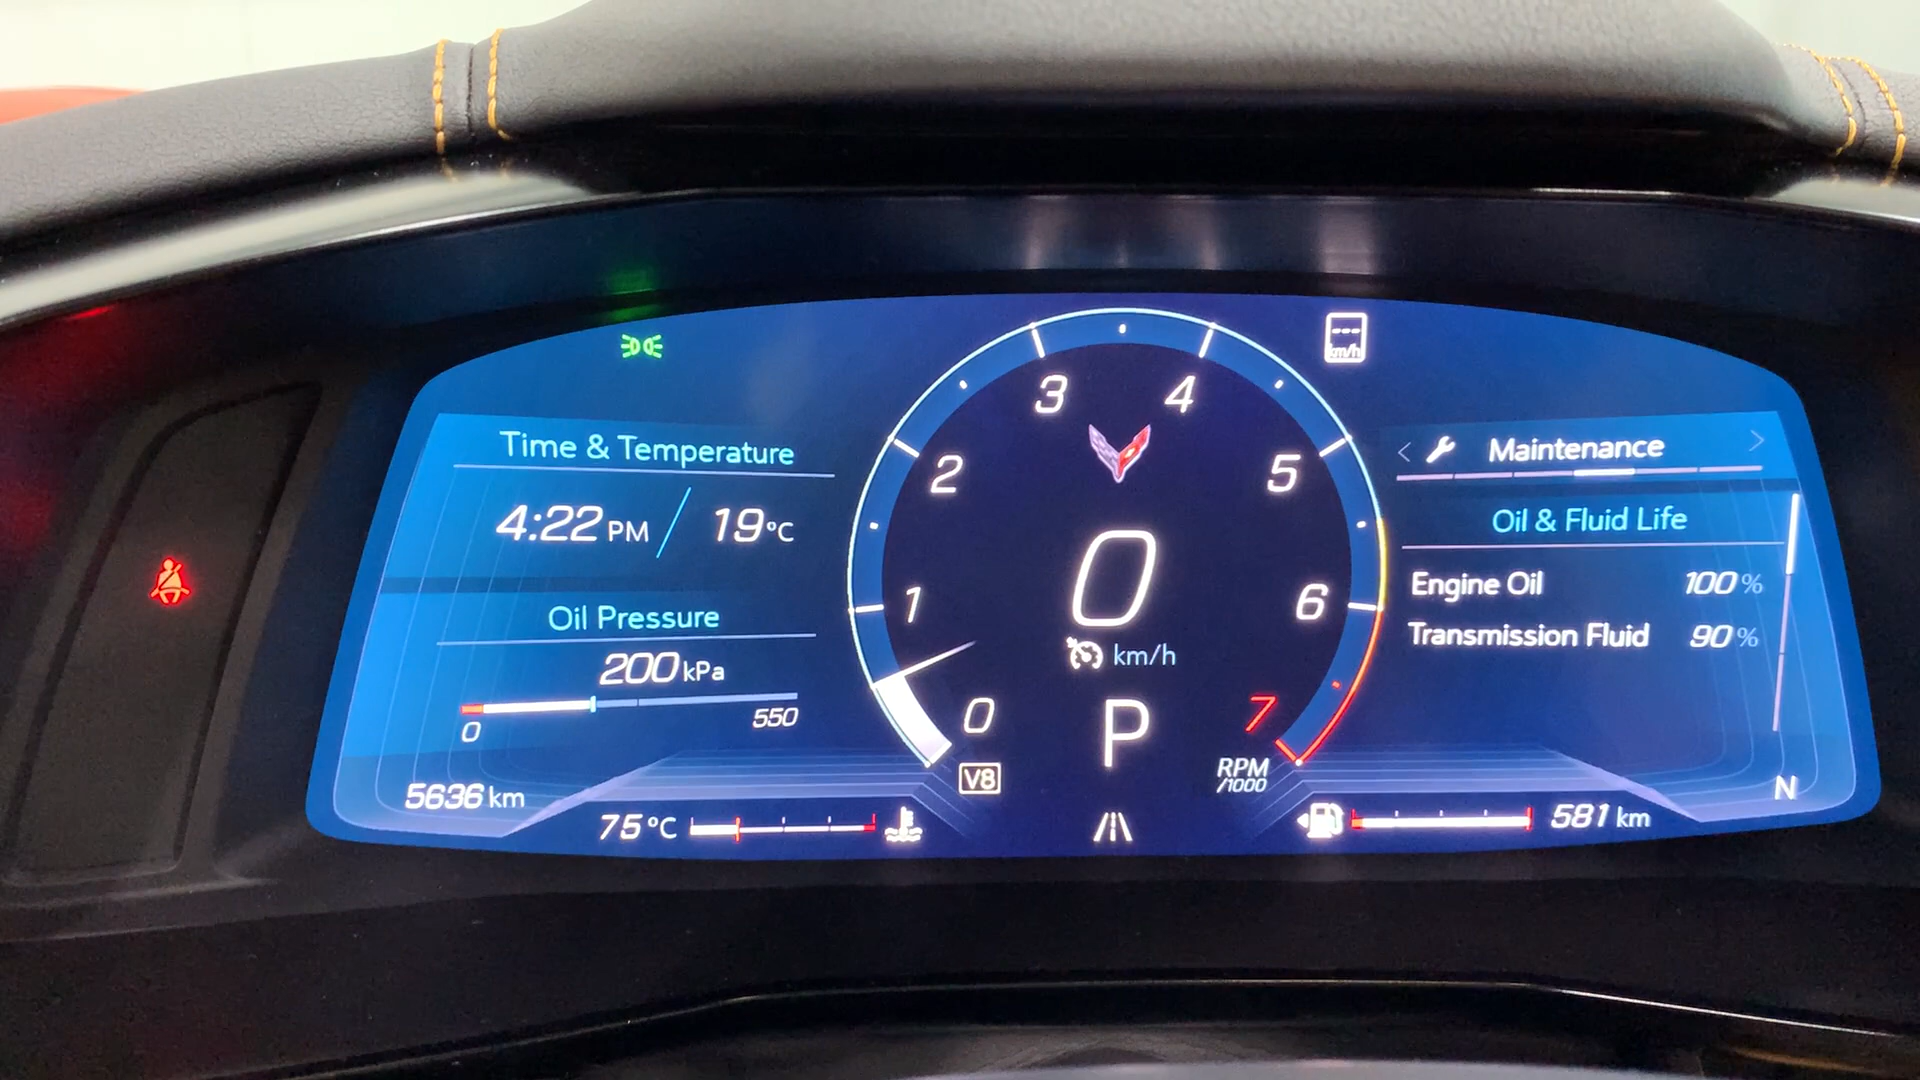 --- km/h
Time & Temperature
4:22 PM / 19°C
Oil Pressure
200 kPa
0 550
5636 km
75°C
0 1 2 3 4 5 6 7
0
km/h
P
V8
RPM
/1000
Maintenance
Oil & Fluid Life
Engine Oil 100%
Transmission Fluid 90%
N
581 km